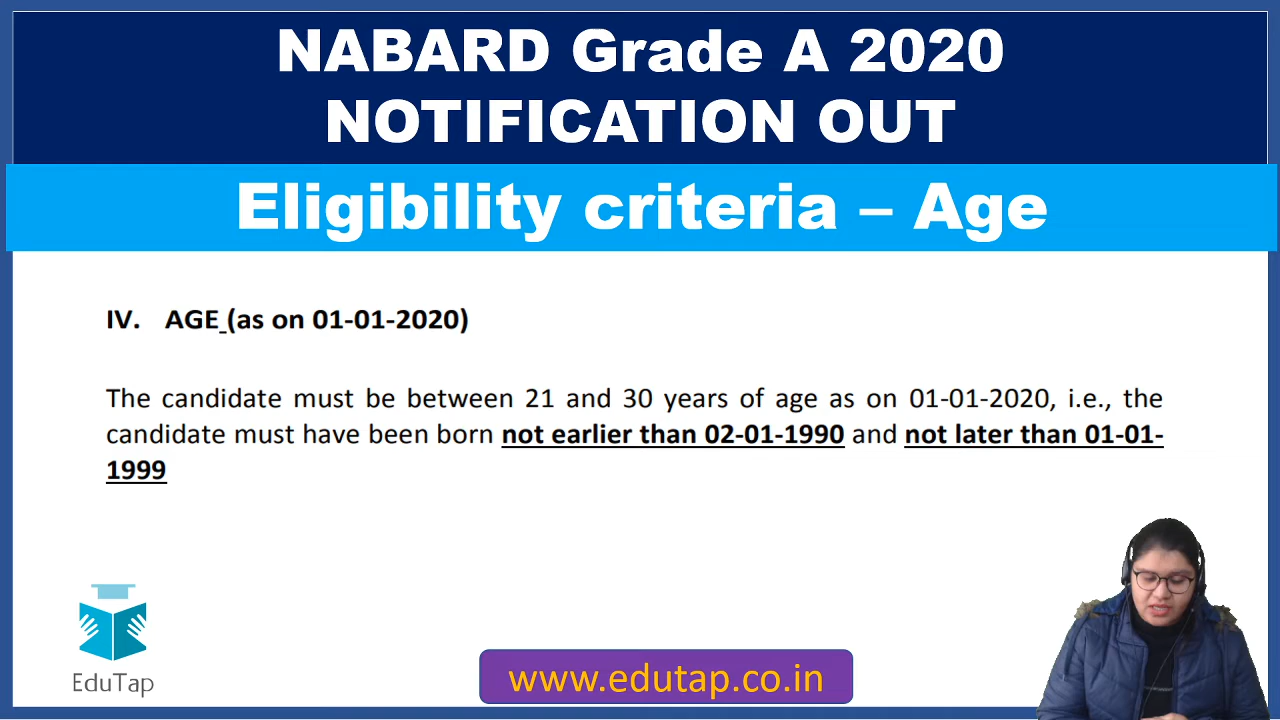 NABARD Grade A 2020
NOTIFICATION OUT
Eligibility criteria – Age
IV. AGE (as on 01-01-2020)
The candidate must be between 21 and 30 years of age as on 01-01-2020, i.e., the
candidate must have been born not earlier than 02-01-1990 and not later than 01-01-
1999
EduTap
www.edutap.co.in